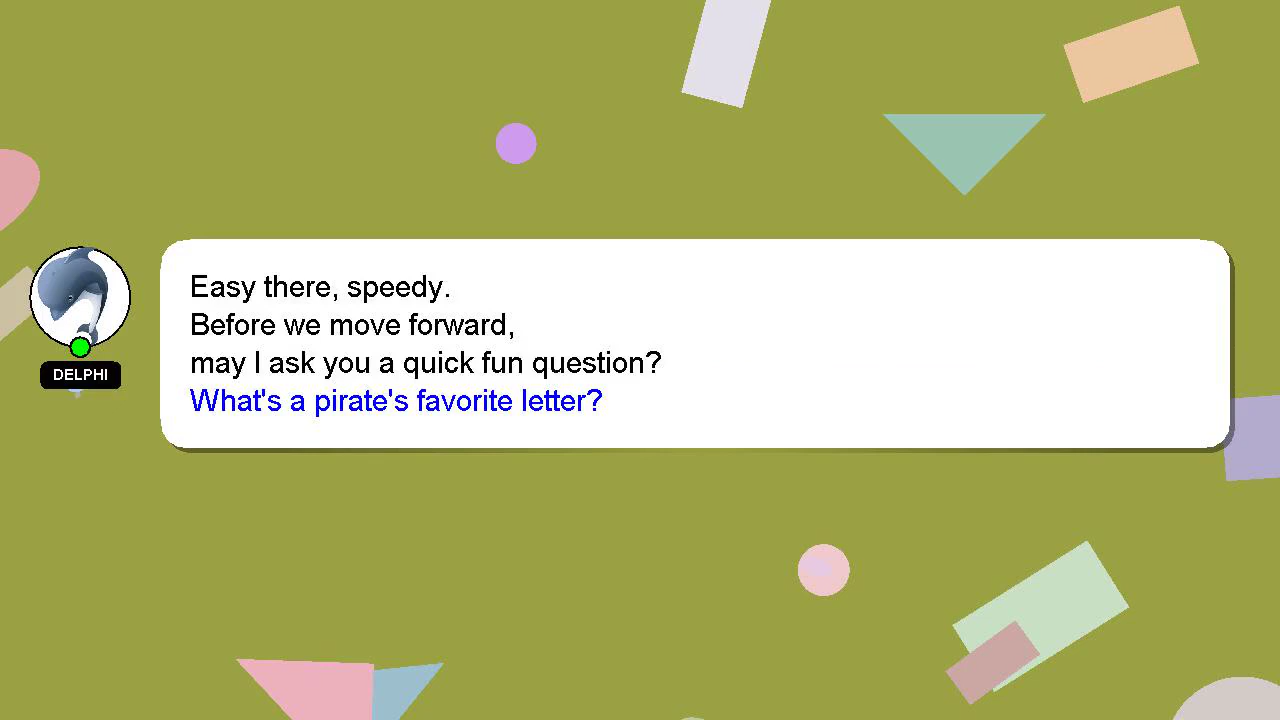 Easy there, speedy.
Before we move forward,
may I ask you a quick fun question?
What's a pirate's favorite letter?
DELPHI